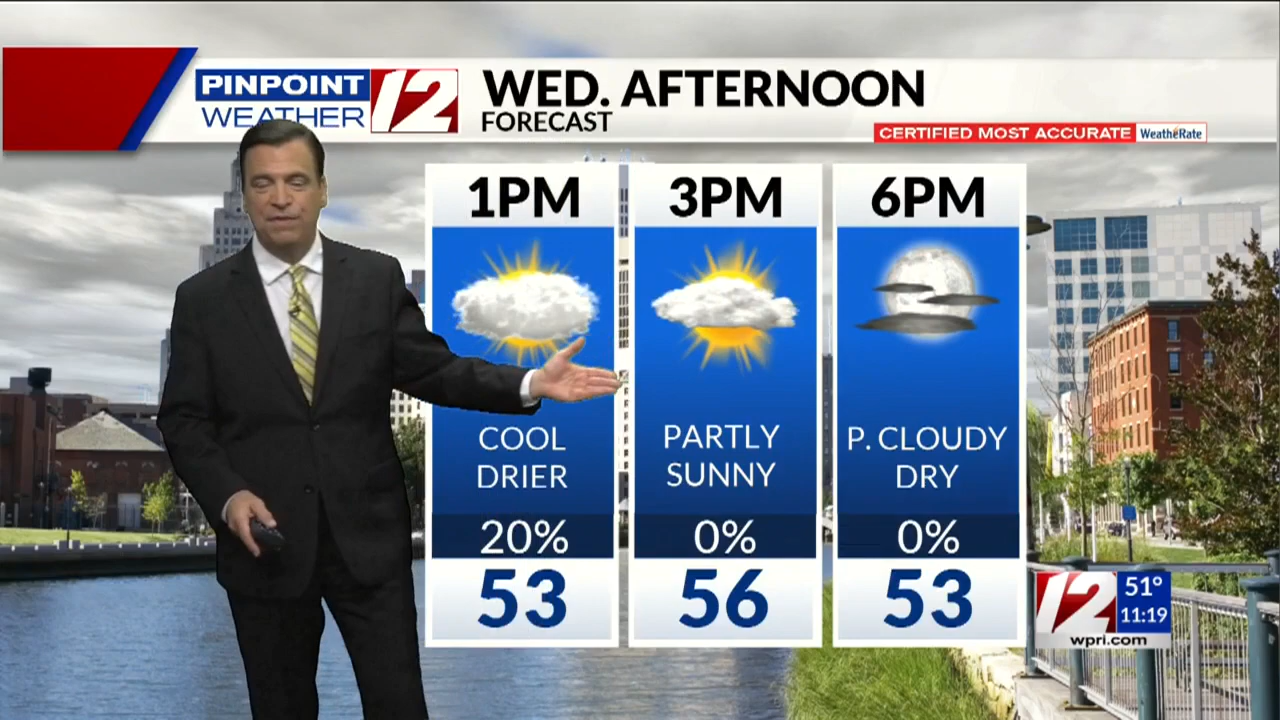 PINPOINT
WEATHER
12
WED. AFTERNOON
FORECAST
CERTIFIED MOST ACCURATE WeatheRate
1PM
COOL
DRIER
20%
53
3PM
PARTLY
SUNNY
0%
56
6PM
P. CLOUDY
DRY
0%
53
12
51°
11:19
wpri.com